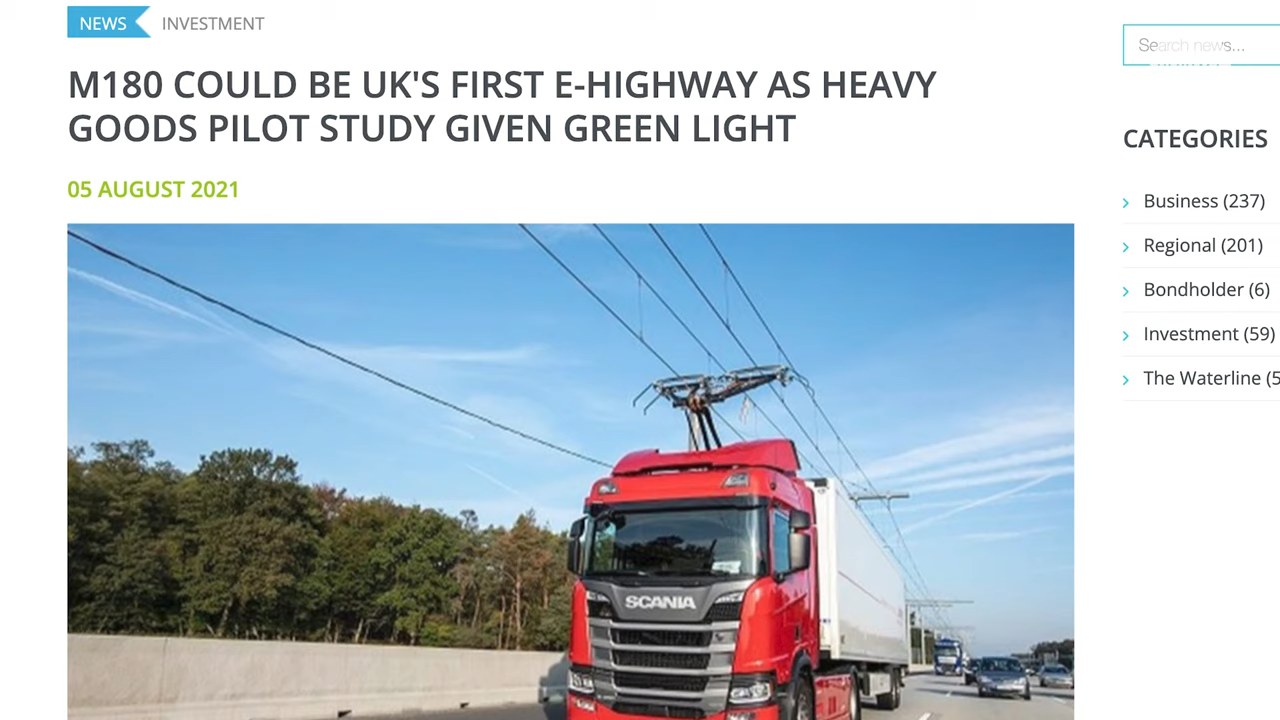 NEWS
INVESTMENT
M180 COULD BE UK'S FIRST E-HIGHWAY AS HEAVY
GOODS PILOT STUDY GIVEN GREEN LIGHT
05 AUGUST 2021
SCANIA
Search news...
CATEGORIES
Business (237)
Regional (201)
Bondholder (6)
Investment (59)
The Waterline (5